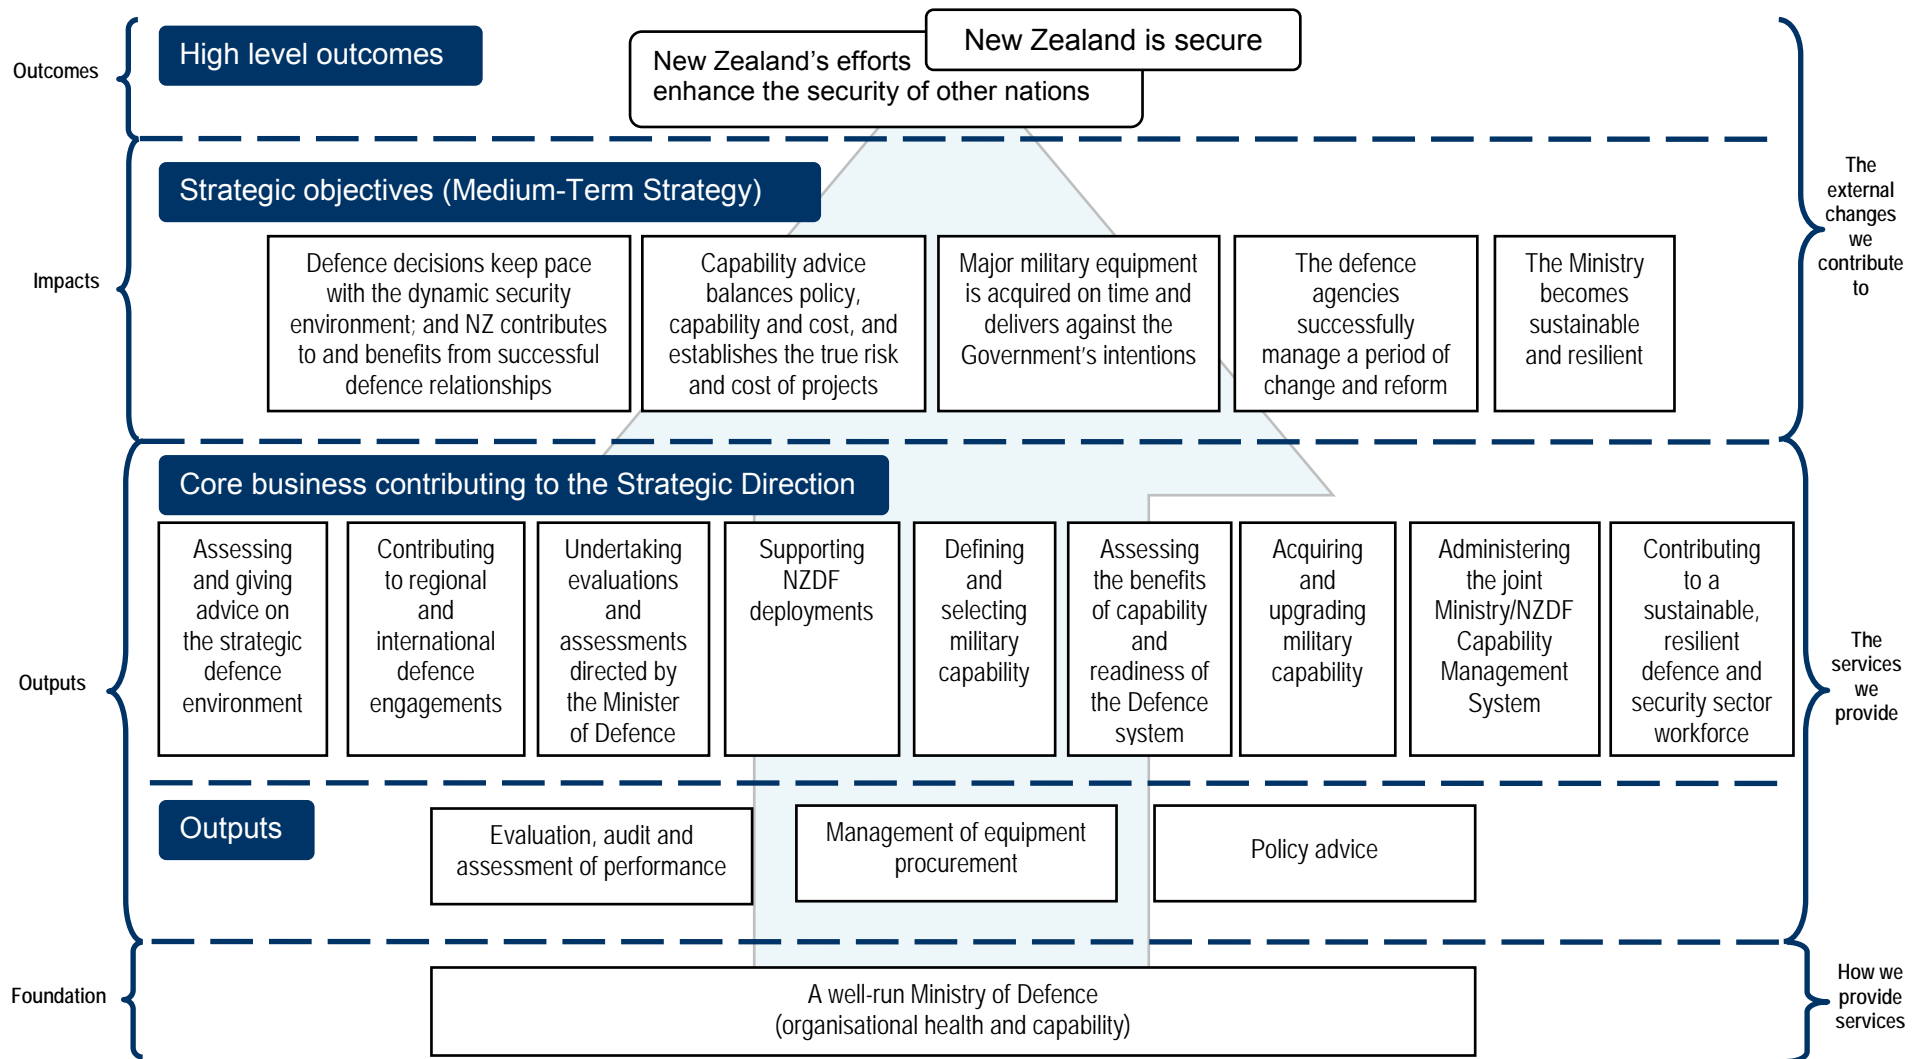 Outcomes
High level outcomes
New Zealand is secure
New Zealand’s efforts
enhance the security of other nations
Impacts
Strategic objectives (Medium-Term Strategy)
Defence decisions keep pace
with the dynamic security
environment; and NZ contributes
to and benefits from successful
defence relationships
Capability advice
balances policy,
capability and cost, and
establishes the true risk
and cost of projects
Major military equipment
is acquired on time and
delivers against the
Government’s intentions
The defence
agencies
successfully
manage a period of
change and reform
The Ministry
becomes
sustainable
and resilient
The
external
changes
we
contribute
to
Outputs
Core business contributing to the Strategic Direction
Assessing
and giving
advice on
the strategic
defence
environment
Contributing
to regional
and
international
defence
engagements
Undertaking
evaluations
and
assessments
directed by
the Minister
of Defence
Supporting
NZDF
deployments
Defining
and
selecting
military
capability
Assessing
the benefits
of capability
and
readiness of
the Defence
system
Acquiring
and
upgrading
military
capability
Administering
the joint
Ministry/NZDF
Capability
Management
System
Contributing
to a
sustainable,
resilient
defence and
security sector
workforce
The
services
we
provide
Outputs
Evaluation, audit and
assessment of performance
Management of equipment
procurement
Policy advice
Foundation
A well-run Ministry of Defence
(organisational health and capability)
How we
provide
services